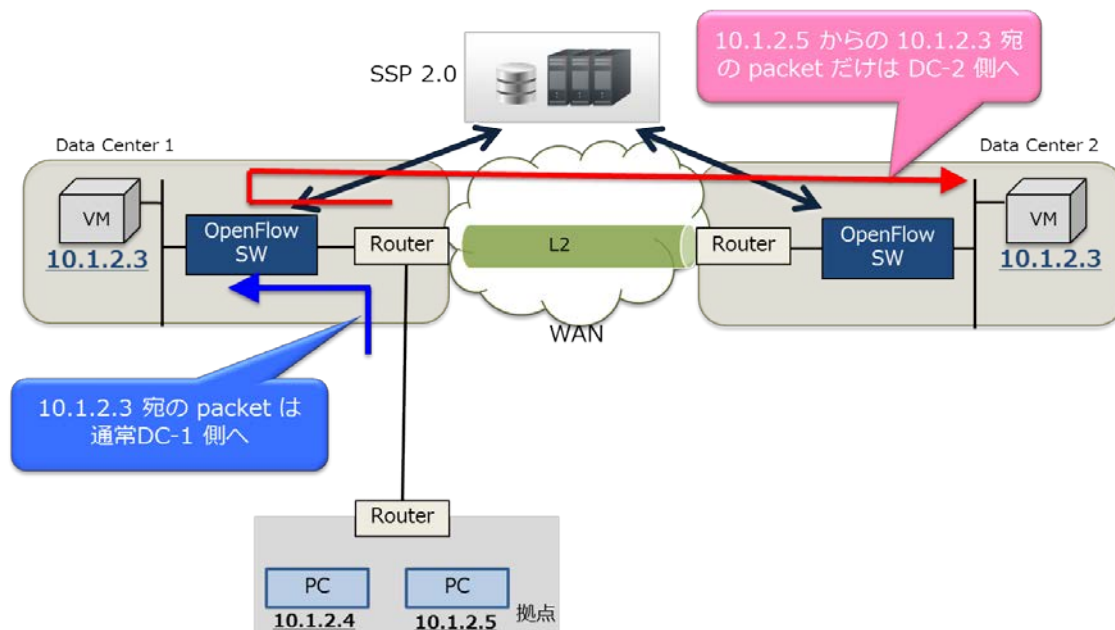 10.1.2.5 からの 10.1.2.3 宛
の packet だけは DC-2 側へ
SSP 2.0
Data Center 1
Data Center 2
VM
10.1.2.3
OpenFlow
SW
Router
L2
Router
OpenFlow
SW
VM
10.1.2.3
WAN
10.1.2.3 宛の packet は
通常DC-1 側へ
Router
PC
10.1.2.4
PC
10.1.2.5
拠点